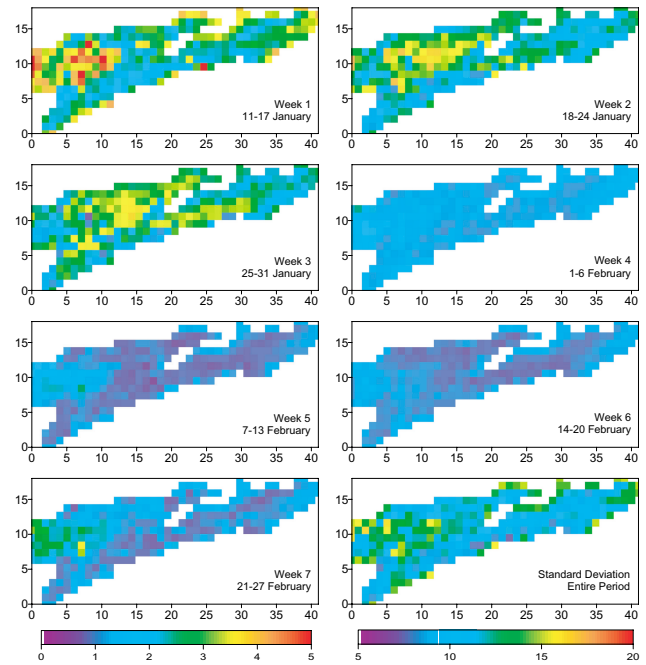 15
10
5
0
0 5 10 15 20 25 30 35 40
Week 1
11-17 January
15
10
5
0
0 5 10 15 20 25 30 35 40
Week 2
18-24 January
15
10
5
0
0 5 10 15 20 25 30 35 40
Week 3
25-31 January
15
10
5
0
0 5 10 15 20 25 30 35 40
Week 4
1-6 February
15
10
5
0
0 5 10 15 20 25 30 35 40
Week 5
7-13 February
15
10
5
0
0 5 10 15 20 25 30 35 40
Week 6
14-20 February
15
10
5
0
0 5 10 15 20 25 30 35 40
Week 7
21-27 February
15
10
5
0
0 5 10 15 20 25 30 35 40
Standard Deviation
Entire Period
0 1 2 3 4 5
5 10 15 20